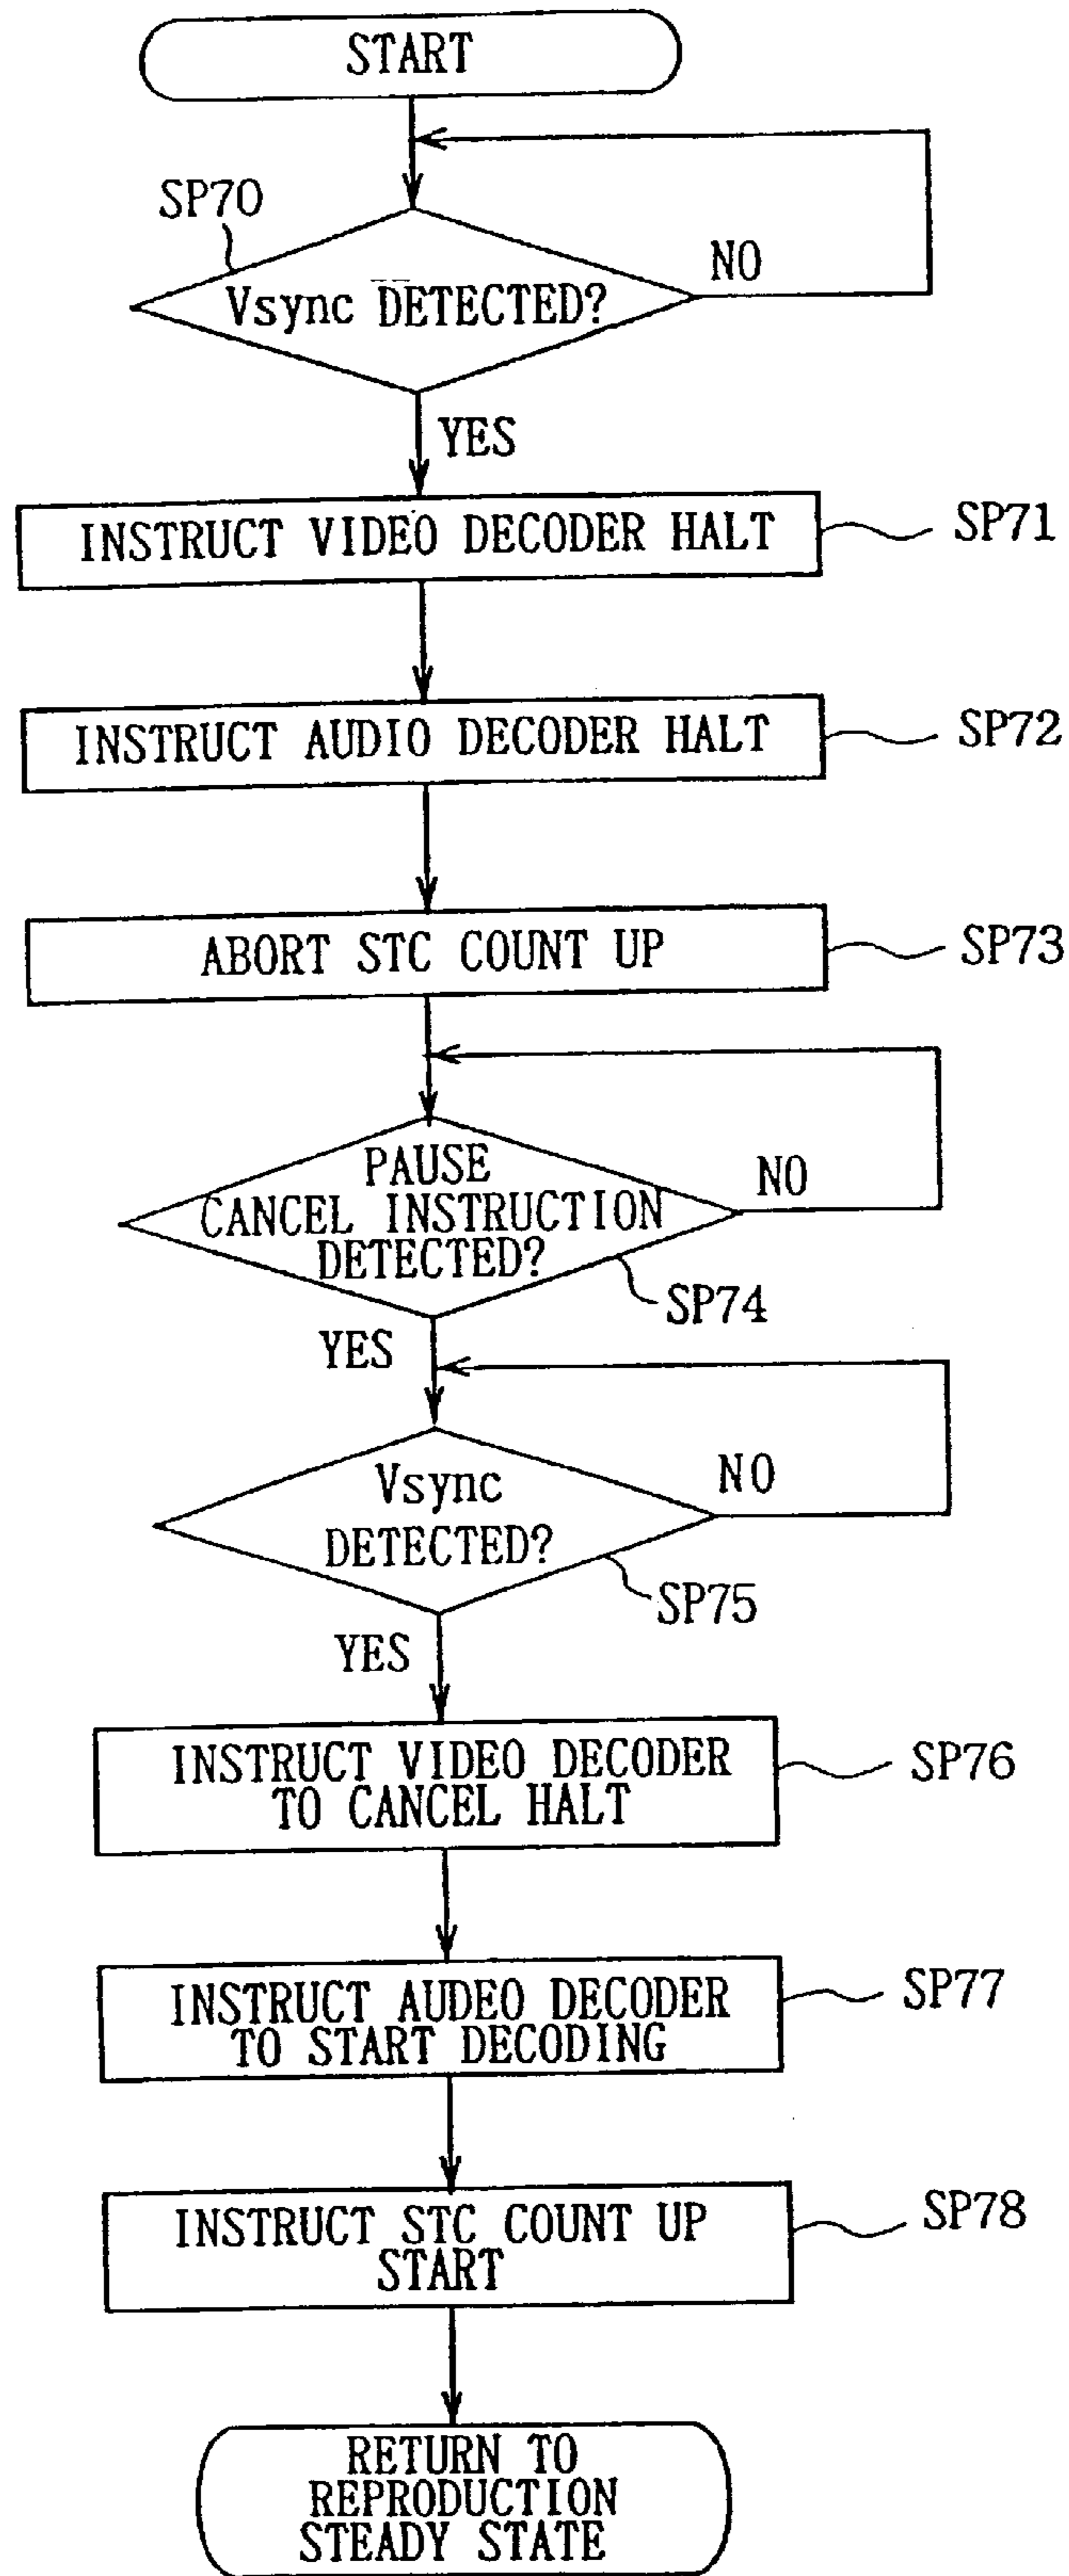 START
SP70
NO
Vsync DETECTED?
YES
INSTRUCT VIDEO DECODER HALT
SP71
INSTRUCT AUDIO DECODER HALT
SP72
ABORT STC COUNT UP
SP73
PAUSE
CANCEL INSTRUCTION
DETECTED?
NO
SP74
YES
Vsync
DETECTED?
NO
SP75
YES
INSTRUCT VIDEO DECODER
TO CANCEL HALT
SP76
INSTRUCT AUDEO DECODER
TO START DECODING
SP77
INSTRUCT STC COUNT UP
START
SP78
RETURN TO
REPRODUCTION
STEADY STATE